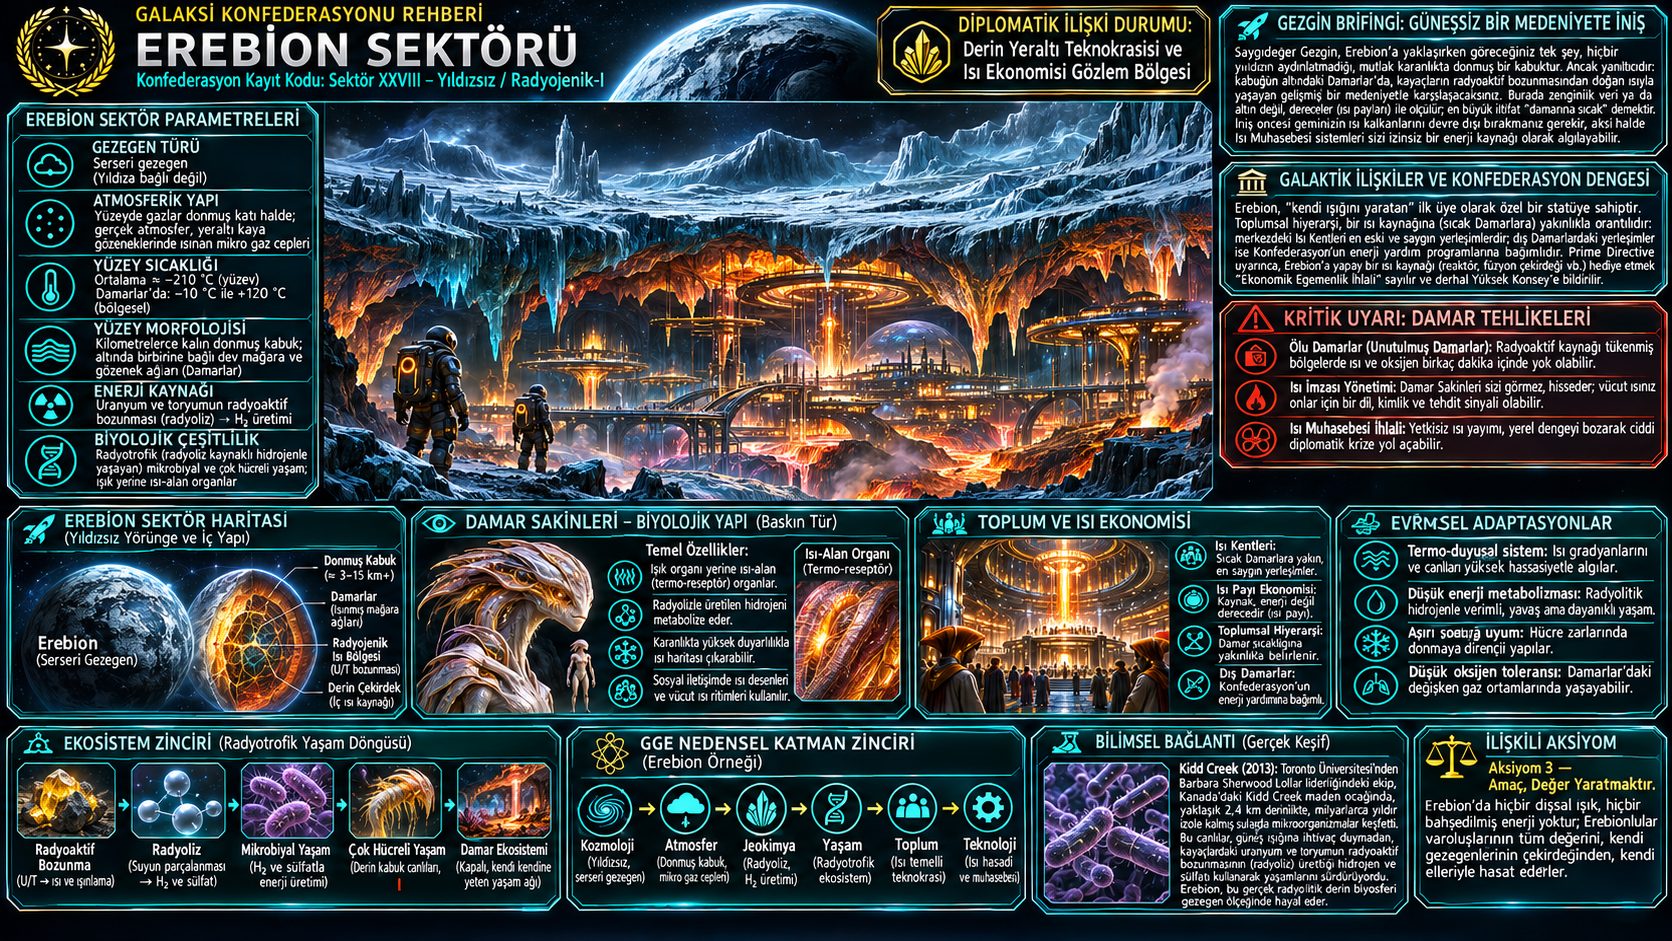 GALAKSİ KONFEDERASYONU REHBERİ
EREBİON SEKTÖRÜ
Konfederasyon Kayıt Kodu: Sektör XXVIII – Yıldızsız / Radyojenik-I
DİPLOMATİK İLİŞKİ DURUMU:
Derin Yeraltı Teknokrasisi ve
Isı Ekonomisi Gözlem Bölgesi
GEZGİN BRİFİNGİ: GÜNEŞSİZ BİR MEDENİYETE İNİŞ
Saygıdeğer Gezgin, Erebion'a yaklaşırken göreceğiniz tek şey, hiçbir
yıldızın aydınlatmadığı, mutlak karanlıkta donmuş bir kabuktur. Ancak yanıltıcıdır:
kabuğun altındaki Damarlar'da, kayaçların radyoaktif bozunmasından doğan ısıyla
yaşayan gelişmiş bir medeniyetle karşılaşacaksınız. Burada zenginlik veri ya da
altın değil, dereceler (ısı payları) ile ölçülür; en büyük iltifat "damarına sıcak" demektir.
İniş öncesi geminizin ısı kalkanlarını devre dışı bırakmanız gerekir, aksi halde
Isı Muhasebesi sistemleri sizi izinsiz bir enerji kaynağı olarak algılayabilir.
EREBİON SEKTÖR PARAMETRELERİ
GEZEGEN TÜRÜ
Serseri gezegen
(Yıldıza bağlı değil)
ATMOSFERİK YAPI
Yüzeyde gazlar donmuş katı halde;
gerçek atmosfer, yeraltı kaya
gözeneklerinde ısınan mikro gaz cepleri
YÜZEY SICAKLIĞI
Ortalama ≈ −210 °C (yüzey)
Damarlar'da: −10 °C ile +120 °C
(bölgesel)
YÜZEY MORFOLOJİSİ
Kilometrelerce kalın donmuş kabuk;
altında birbirine bağlı dev mağara ve
gözenek ağları (Damarlar)
ENERJİ KAYNAĞI
Uranyum ve toryumun radyoaktif
bozunması (radyoliz) → H₂ üretimi
BİYOLOJİK ÇEŞİTLİLİK
Radyotrofik (radyoliz kaynaklı hidrojenle
yaşayan) mikrobiyal ve çok hücreli yaşam;
ışık yerine ısı-alan organlar
GALAKTİK İLİŞKİLER VE KONFEDERASYON DENGESİ
Erebion, "kendi ışığını yaratan" ilk üye olarak özel bir statüye sahiptir.
Toplumsal hiyerarşi, bir ısı kaynağına (sıcak Damarlara) yakınlıkla orantılıdır:
merkezdeki Isı Kentleri en eski ve saygın yerleşimlerdir; dış Damarlardaki yerleşimler
ise Konfederasyon'un enerji yardım programlarına bağımlıdır. Prime Directive
uyarınca, Erebion'a yapay bir ısı kaynağı (reaktör, füzyon çekirdeği vb.) hediye etmek
"Ekonomik Egemenlik İhlali" sayılır ve derhal Yüksek Konsey'e bildirilir.
KRİTİK UYARI: DAMAR TEHLİKELERİ
Ölu Damarlar (Unutulmuş Damarlar): Radyoaktif kaynağı tükenmiş
bölgelerde ısı ve oksijen birkaç dakika içinde yok olabilir.
Isı İmzası Yönetimi: Damar Sakinleri sizi görmez, hisseder; vücut ısınız
onlar için bir dil, kimlik ve tehdit sinyali olabilir.
Isı Muhasebesi İhlali: Yetkisiz ısı yayımı, yerel dengeyi bozarak ciddi
diplomatik krize yol açabilir.
EREBİON SEKTÖR HARİTASI
(Yıldızsız Yörünge ve İç Yapı)
Erebion
(Serseri Gezegen)
Donmuş Kabuk
(≈ 3–15 km+)
Damarlar
(Isınmış mağara
ağları)
Radyojenik
Isı Bölgesi
(U/T bozunması)
Derin Çekirdek
(İç ısı kaynağı)
DAMAR SAKİNLERİ – BİYOLOJİK YAPI (Baskın Tür)
Temel Özellikler:
Işık organı yerine ısı-alan
(termo-reseptör) organlar.
Radyolizle üretilen hidrojeni
metabolize eder.
Karanlıkta yüksek duyarlılıkla
ısı haritası çıkarabilir.
Sosyal iletişimde ısı desenleri
ve vücut ısı ritimleri kullanılır.
Isı-Alan Organı
(Termo-reseptör)
TOPLUM VE ISI EKONOMİSİ
Isı Kentleri:
Sıcak Damarlara yakın,
en saygın yerleşimler.
Isı Payı Ekonomisi:
Kaynak, enerji değil
derecedir (ısı payı).
Toplumsal Hiyerarşi:
Damar sıcaklığına
yakınlıkla belirlenir.
Dış Damarlar:
Konfederasyon'un
enerji yardımına bağımlı.
EVRMSEL ADAPTASYONLAR
Termo-duyusal sistem: Isı gradyanlarını
ve canlıları yüksek hassasiyetle algılar.
Düşük enerji metabolizması: Radyolitik
hidrojenle verimli, yavaş ama dayanıklı yaşam.
Aşırı uyum: Hücre zarlarında
donmaya dirençli yapılar.
Düşük oksijen toleransı: Damarlar'daki
değişken gaz ortamlarında yaşayabilir.
EKOSİSTEM ZİNCİRİ (Radyotrofik Yaşam Döngüsü)
Radyoaktif
Bozunma
(U/T → ısı ve ışınlama)
Radyoliz
(Suyun parçalanması
→ H₂ ve sülfat)
Mikrobiyal Yaşam
(H₂ ve sülfatla
enerji üretimi)
Çok Hücreli Yaşam
(Derin kabuk canlıları,
Damar Ekosistemi
(Kapalı, kendi kendine
yeten yaşam ağı)
GGE NEDENSEL KATMAN ZİNCİRİ
(Erebion Örneği)
Kozmoloji
(Yıldızsız,
serseri gezegen)
Atmosfer
(Donmuş kabuk,
mikro gaz cepleri)
Jeokimya
(Radyoliz,
H₂ üretimi)
Yaşam
(Radyotrofik
ekosistem)
Toplum
(Isı temelli
teknokrasi)
Teknoloji
(Isı hasadı
ve muhasebesi)
BİLİMSEL BAĞLANTI (Gerçek Keşif)
Kidd Creek (2013): Toronto Üniversitesi'nden
Barbara Sherwood Lollar liderliğindeki ekip,
Kanada'daki Kidd Creek maden ocağında,
yaklaşık 2,4 km derinlikte, milyarlarca yıldır
izole kalmış sularda mikroorganizmalar keşfetti.
Bu canlılar, güneş ışığına ihtiyaç duymadan,
kayaçlardaki uranyum ve toryumun radyoaktif
bozunmasının (radyoliz) ürettiği hidrojen ve
sülfatı kullanarak yaşamlarını sürdürüyordu.
Erebion, bu gerçek radyolitik derin biyosferi
gezegen ölçeğinde hayal eder.
İLİŞKİLİ AKSİYOM
Aksiyom 3 —
Amaç, Değer Yaratmaktır.
Erebion'da hiçbir dışsal ışık, hiçbir
bahşedilmiş enerji yoktur; Erebionlular
varoluşlarının tüm değerini, kendi
gezegenlerinin çekirdeğinden, kendi
elleriyle hasat ederler.